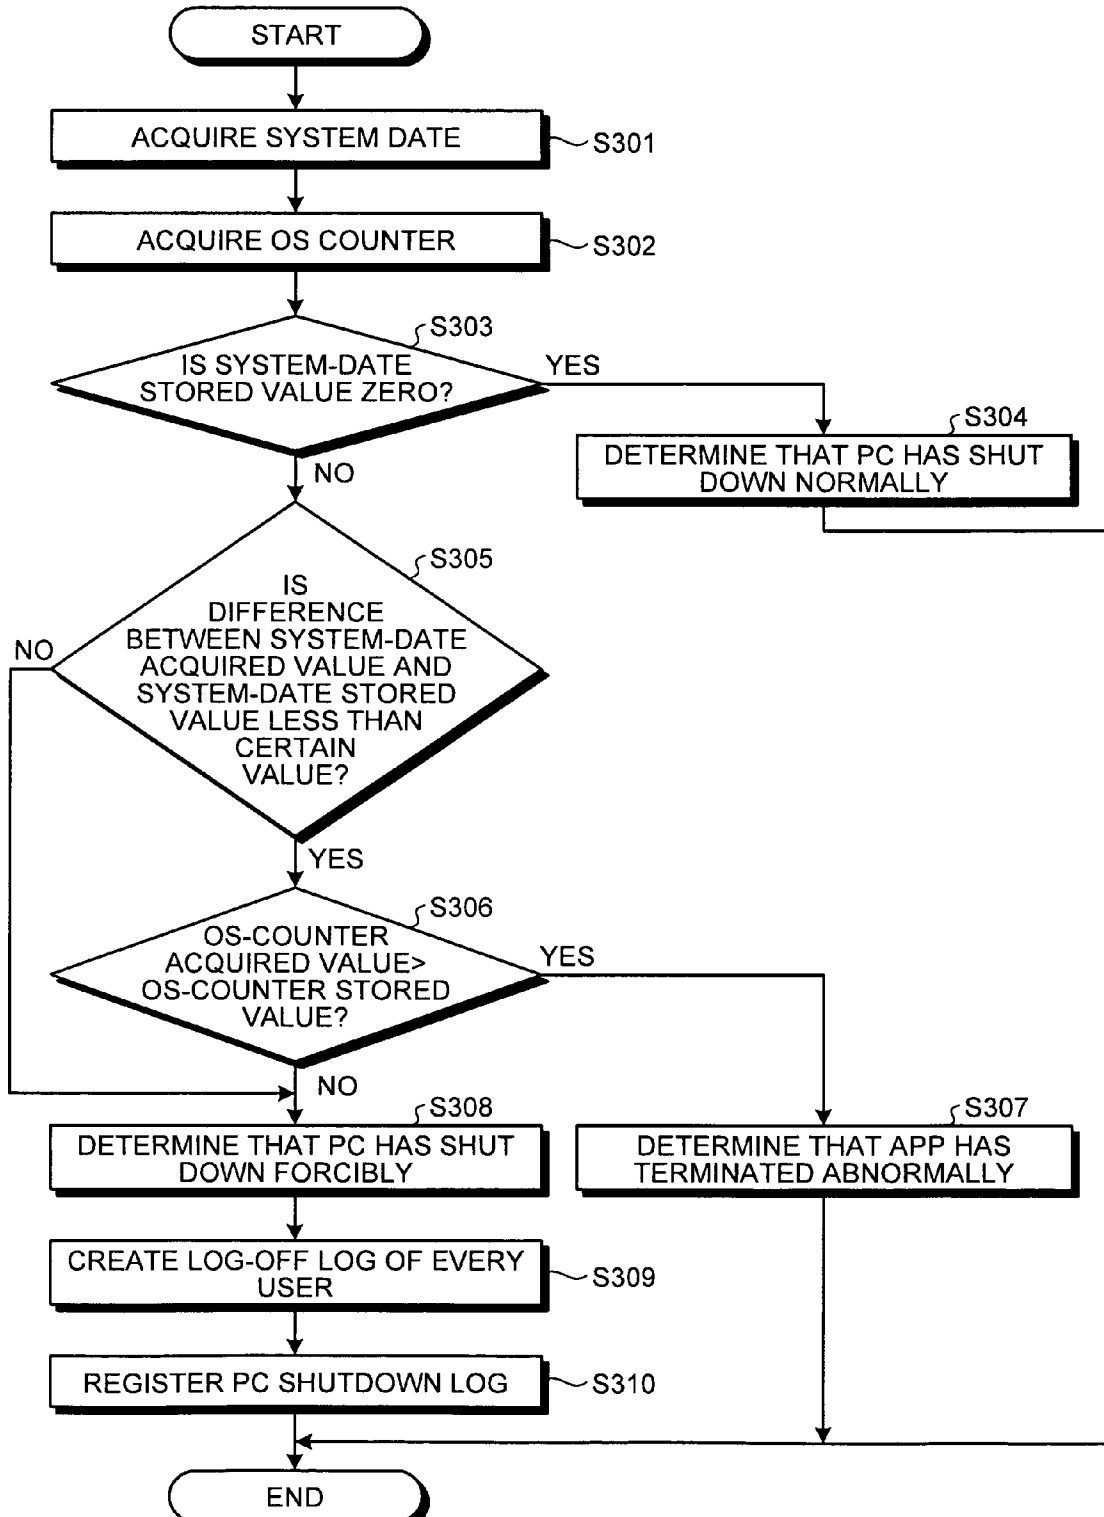 START
ACQUIRE SYSTEM DATE
S301
ACQUIRE OS COUNTER
S302
S303
IS SYSTEM-DATE
STORED VALUE ZERO?
YES
S304
DETERMINE THAT PC HAS SHUT
DOWN NORMALLY
NO
S305
IS
DIFFERENCE
BETWEEN SYSTEM-DATE
ACQUIRED VALUE AND
SYSTEM-DATE STORED
VALUE LESS THAN
CERTAIN
VALUE?
NO
YES
S306
OS-COUNTER
ACQUIRED VALUE>
OS-COUNTER STORED
VALUE?
YES
NO
S308
DETERMINE THAT PC HAS SHUT
DOWN FORCIBLY
S307
DETERMINE THAT APP HAS
TERMINATED ABNORMALLY
CREATE LOG-OFF LOG OF EVERY
USER
S309
REGISTER PC SHUTDOWN LOG
S310
END